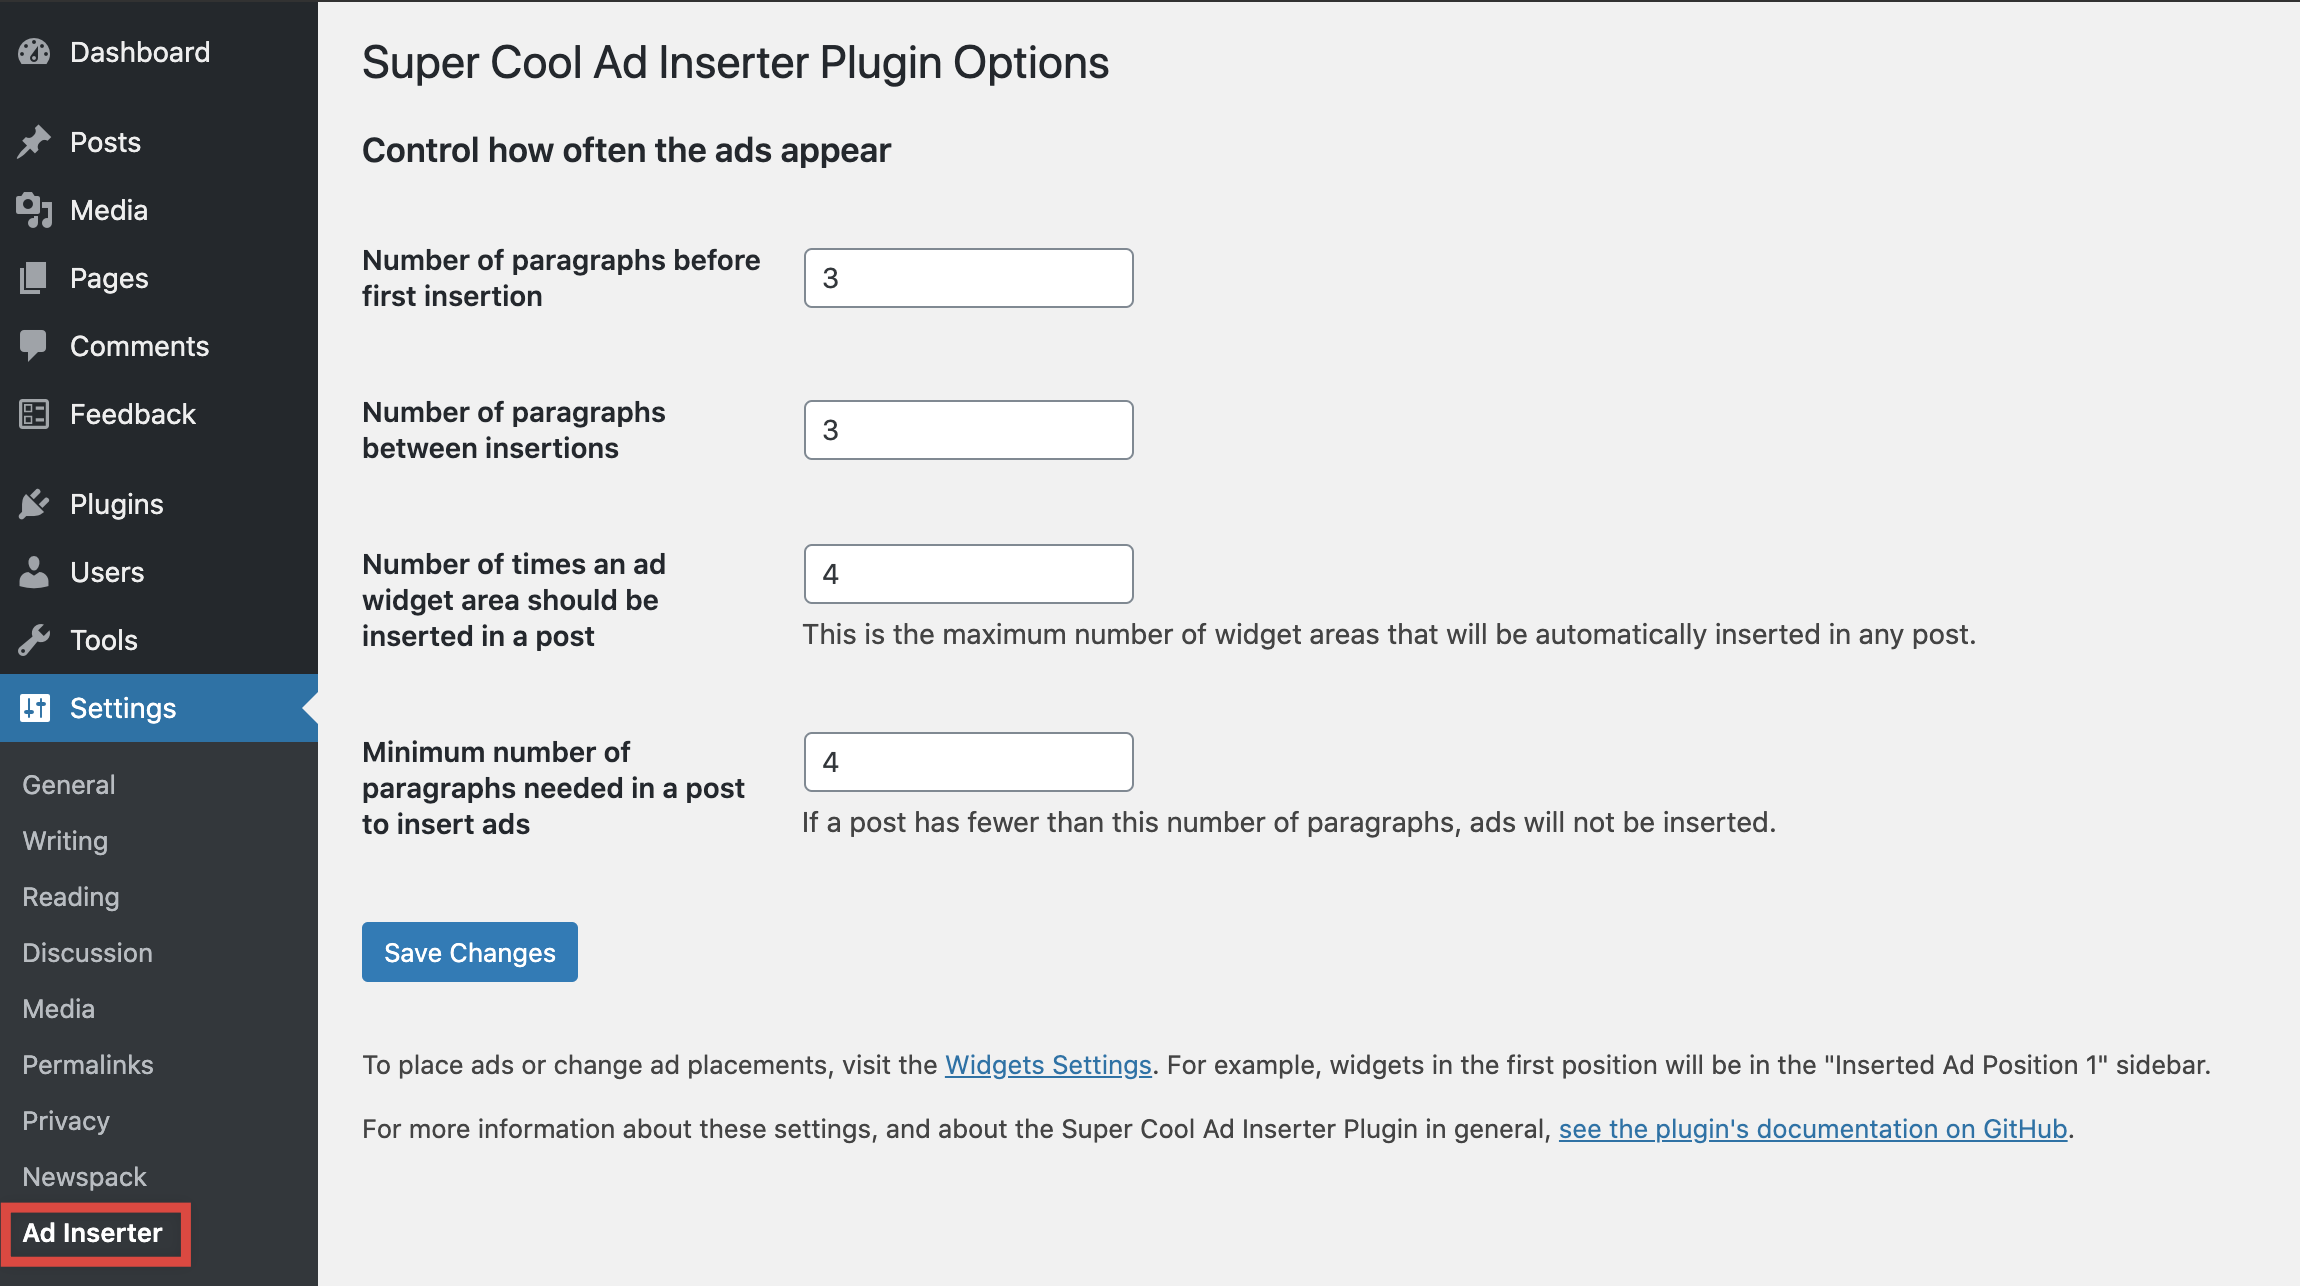 Dashboard
Posts
Media
Pages
Comments
Feedback
Plugins
Users
Tools
Settings
General
Writing
Reading
Discussion
Media
Permalinks
Privacy
Newspack
Ad Inserter
Super Cool Ad Inserter Plugin Options
Control how often the ads appear
Number of paragraphs before
first insertion
3
Number of paragraphs
between insertions
3
Number of times an ad
widget area should be
inserted in a post
4
This is the maximum number of widget areas that will be automatically inserted in any post.
Minimum number of
paragraphs needed in a post
to insert ads
4
If a post has fewer than this number of paragraphs, ads will not be inserted.
Save Changes
To place ads or change ad placements, visit the Widgets Settings. For example, widgets in the first position will be in the "Inserted Ad Position 1" sidebar.
For more information about these settings, and about the Super Cool Ad Inserter Plugin in general, see the plugin's documentation on GitHub.